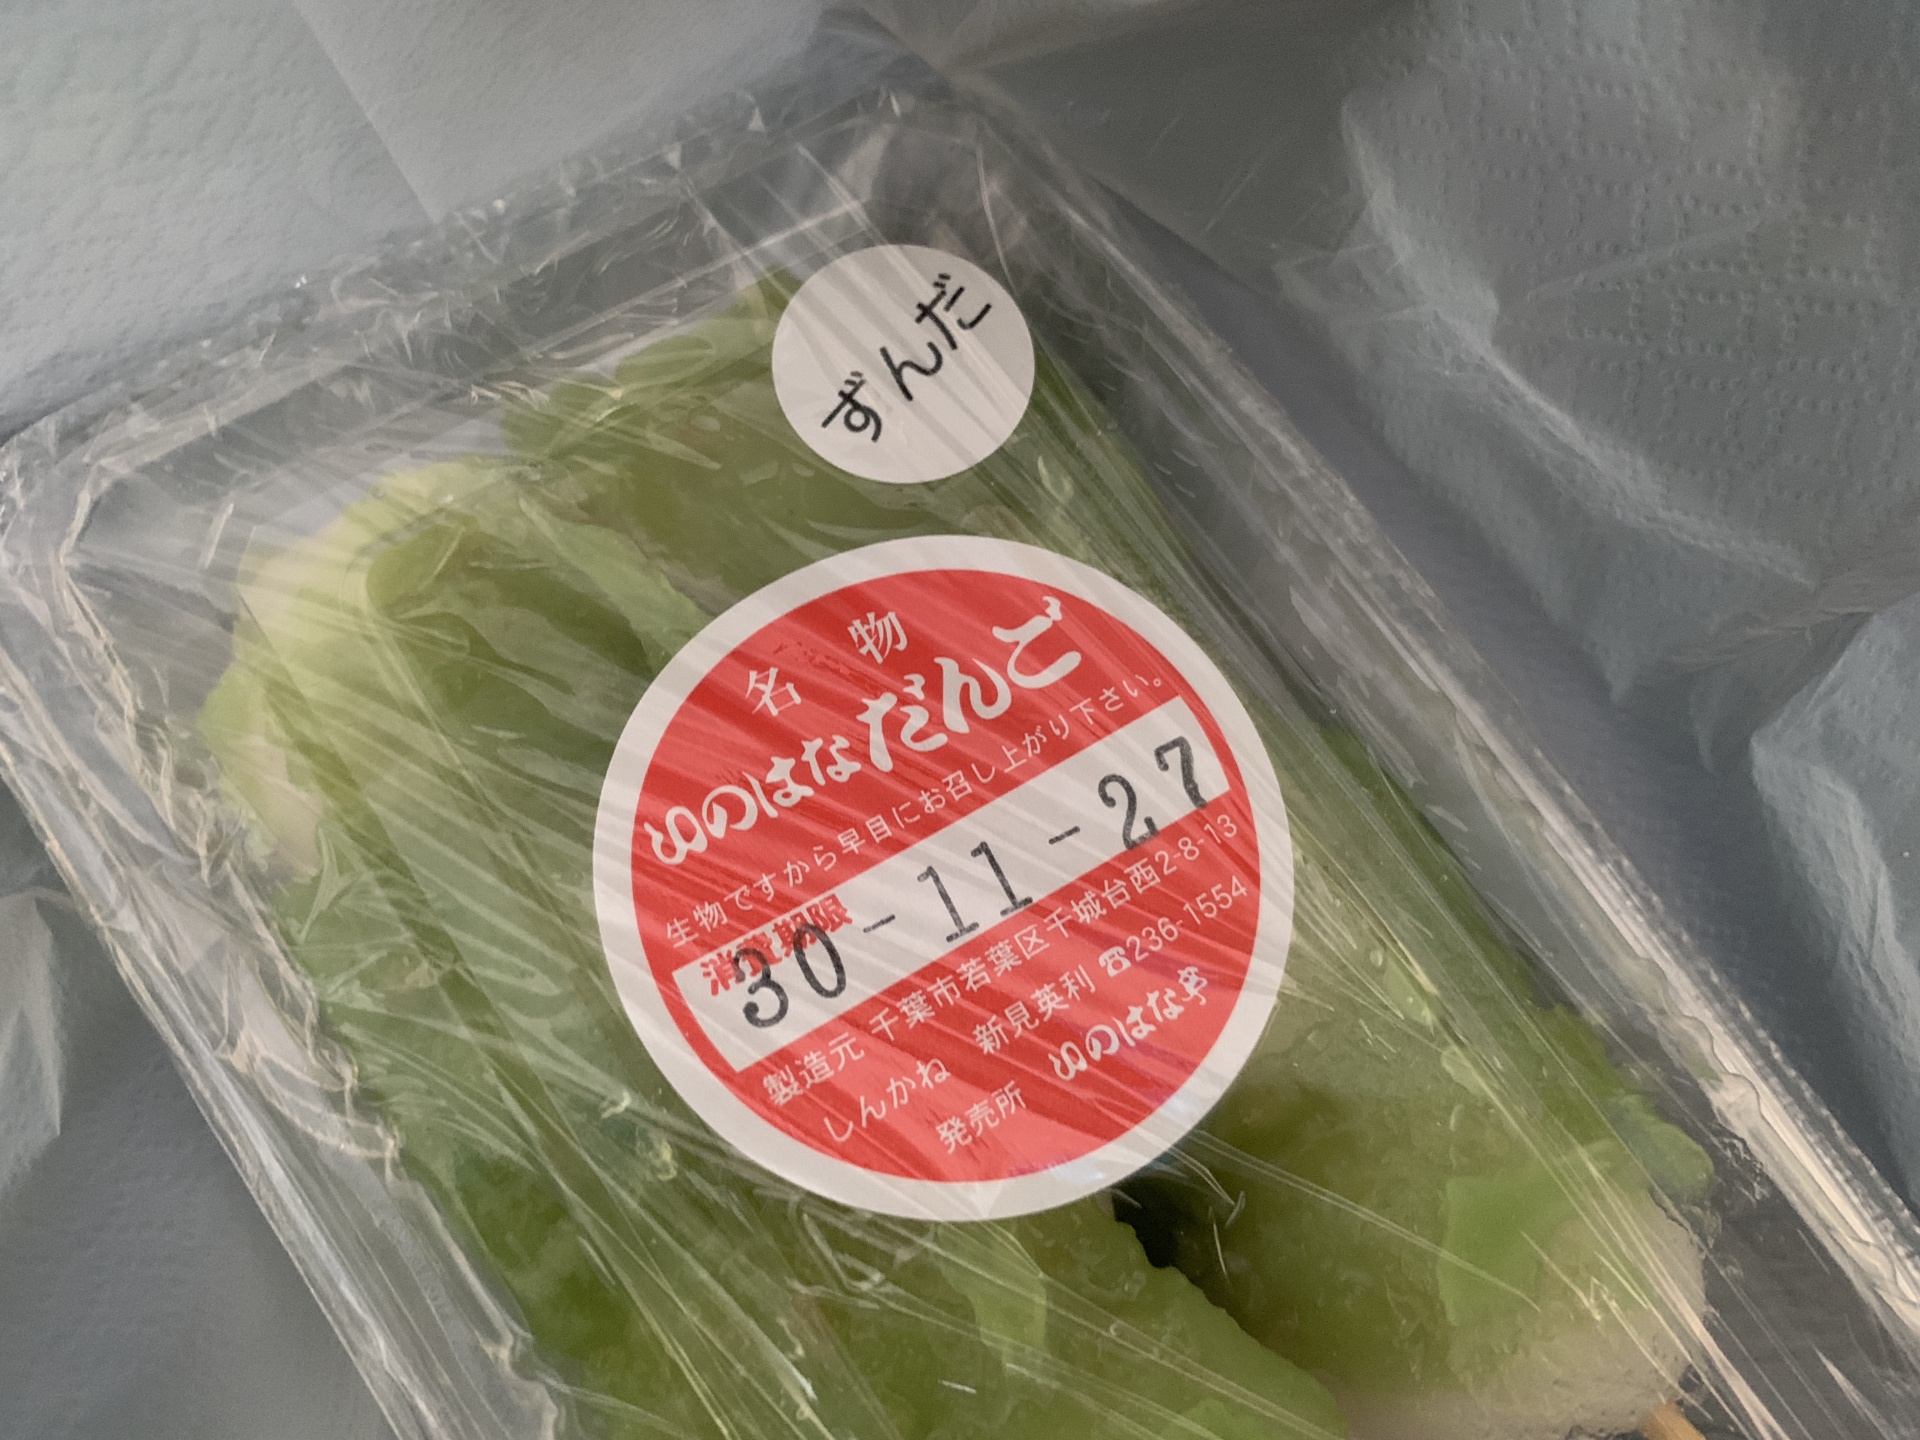 ずんだ
名物
いのはなだんご
生物ですから早目にお召し上がり下さい。
消費期限
30-11-27
製造元 千葉市若葉区千城台西2-8-13
しんかね 新見英利 ☎236-1554
発売所 いのはな亭